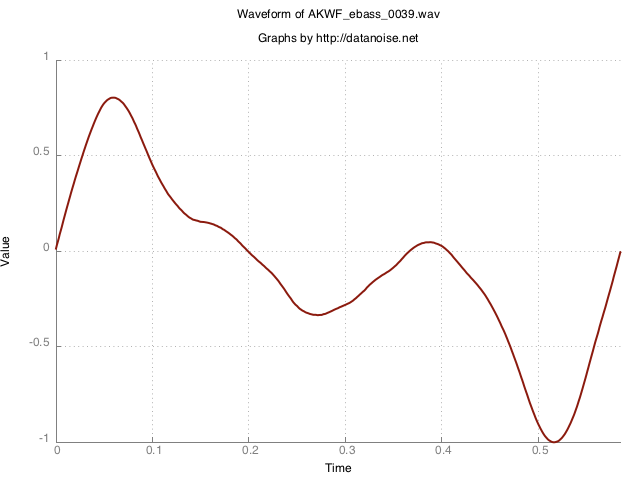 Waveform of AKWF_ebass_0039.wav
Graphs by http://datanoise.net
1
0.5
0
-0.5
-1
Value
0 0.1 0.2 0.3 0.4 0.5
Time